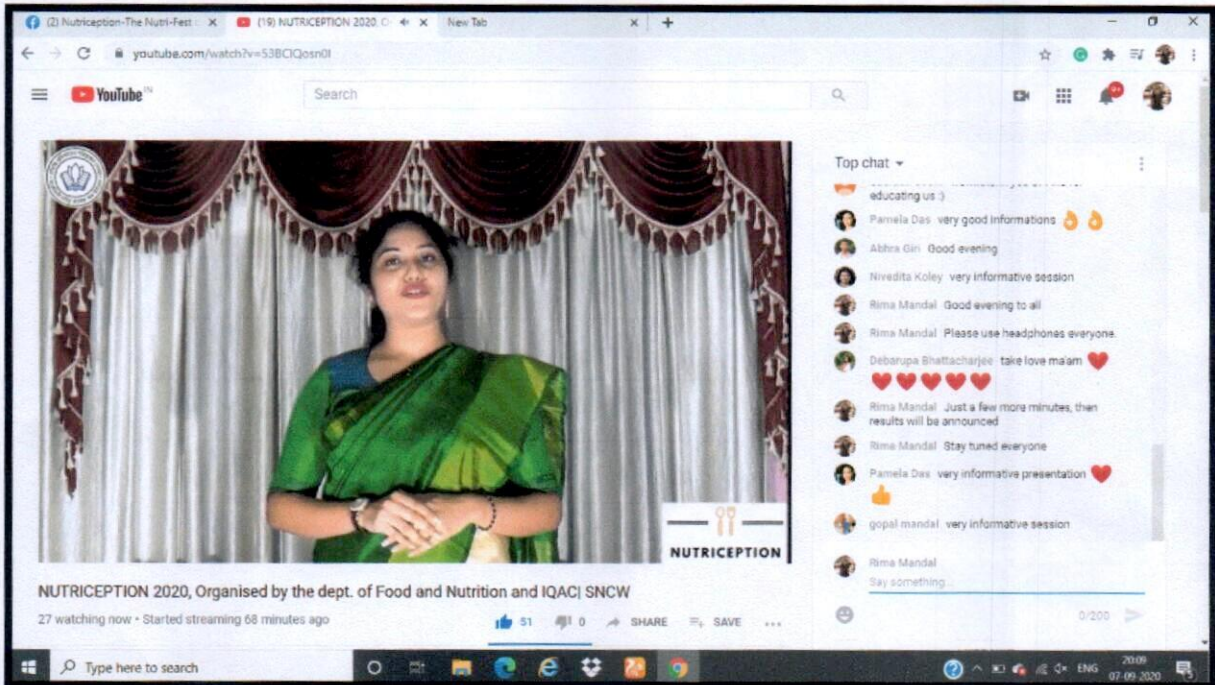 (2) Nutriception-The Nutri-Fest
(19) NUTRICEPTION 2020, O
New Tab
youtube.com/watch?v=S3BClQosn0I
YouTube IN
Search
9+
Top chat
educating us :)
Pamela Das very good informations 👌 👌
Abhra Giri Good evening
Nivedita Koley very informative session
Rima Mandal Good evening to all
Rima Mandal Please use headphones everyone.
Debarupa Bhattacharjee take love ma'am ❤️
❤️ ❤️ ❤️ ❤️ ❤️
Rima Mandal Just a few more minutes, then
results will be announced
Rima Mandal Stay tuned everyone
Pamela Das very informative presentation ❤️
👍
gopal mandal very informative session
Rima Mandal
Say something...
0/200
NUTRICEPTION
NUTRICEPTION 2020, Organised by the dept. of Food and Nutrition and IQAC| SNCW
27 watching now • Started streaming 68 minutes ago
51 0 SHARE SAVE ...
Type here to search
ENG
20:09
07-09-2020